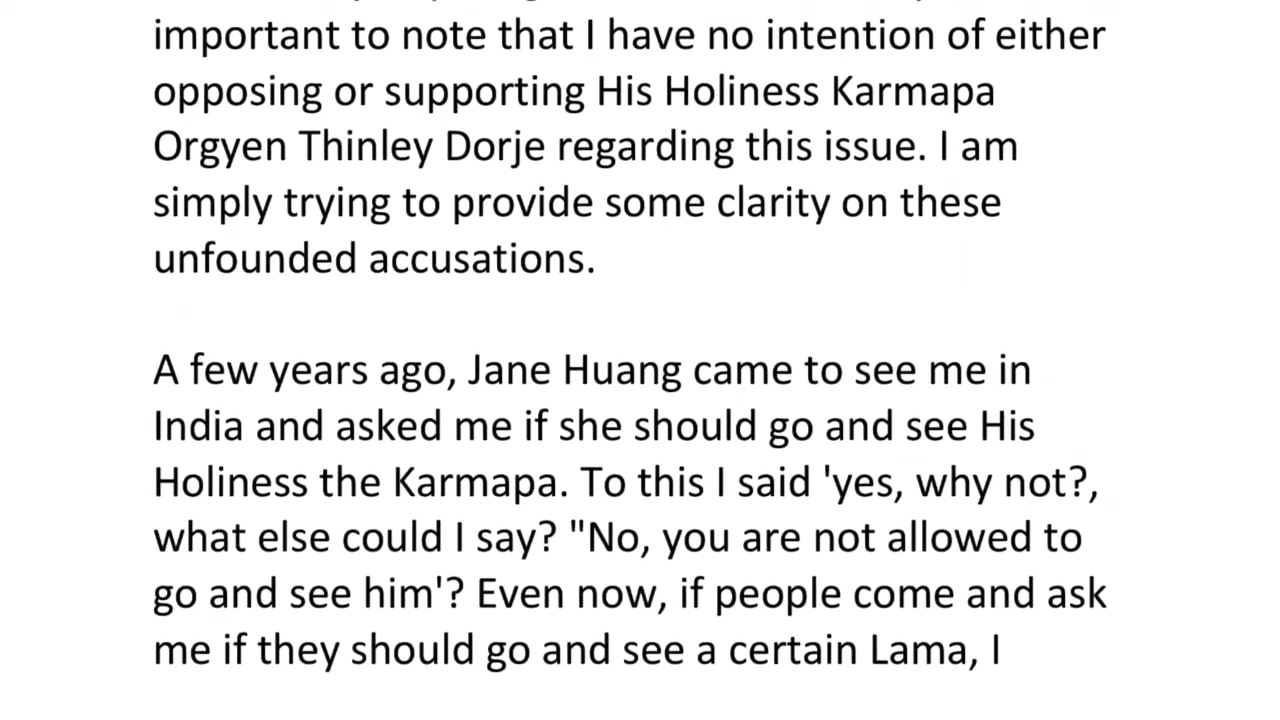 important to note that I have no intention of either
opposing or supporting His Holiness Karmapa
Orgyen Thinley Dorje regarding this issue. I am
simply trying to provide some clarity on these
unfounded accusations.
A few years ago, Jane Huang came to see me in
India and asked me if she should go and see His
Holiness the Karmapa. To this I said 'yes, why not?,
what else could I say? "No, you are not allowed to
go and see him'? Even now, if people come and ask
me if they should go and see a certain Lama, I